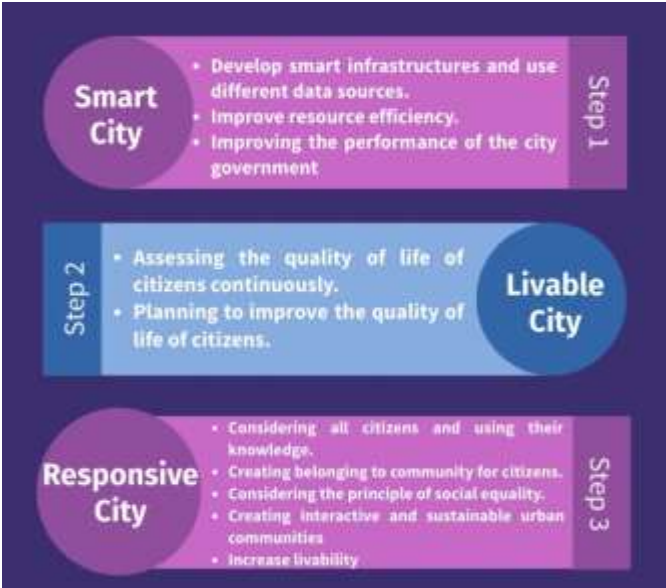 Smart
City
• Develop smart infrastructures and use
different data sources.
• Improve resource efficiency.
• Improving the performance of the city
government
Step 1
Step 2
• Assessing the quality of life of
citizens continuously.
• Planning to improve the quality of
life of citizens.
Livable
City
Responsive
City
• Considering all citizens and using their
knowledge.
• Creating belonging to community for citizens.
• Considering the principle of social equality.
• Creating interactive and sustainable urban
communities
• Increase livability
Step 3